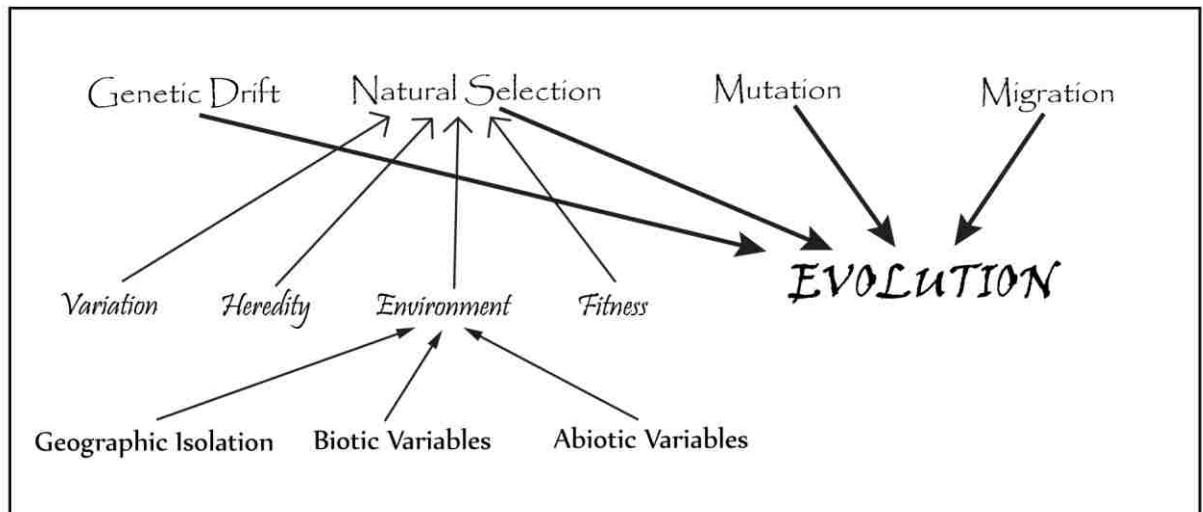 Genetic Drift Natural Selection Mutation Migration
EVOLUTION
Variation Heredity Environment Fitness
Geographic Isolation Biotic Variables Abiotic Variables